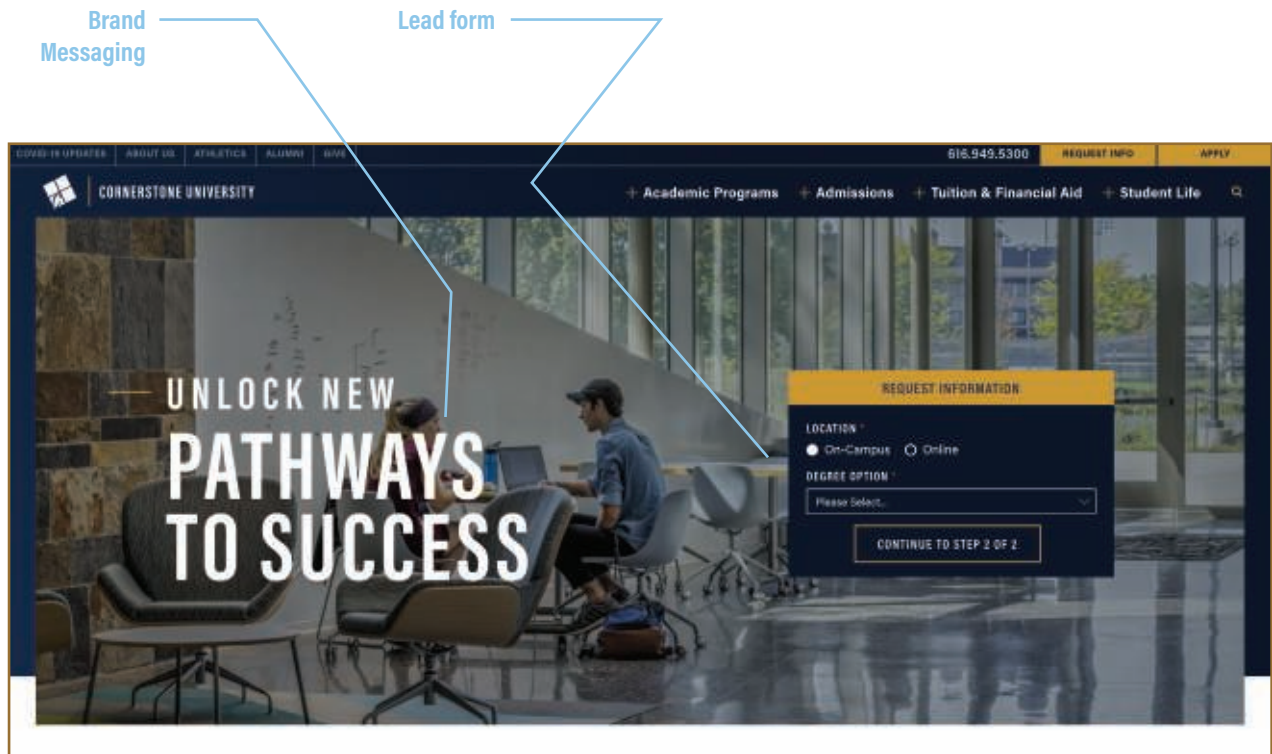 Brand
Messaging
Lead form
COVID-19 UPDATES ABOUT US ATHLETICS ALUMNI GIVE 616.949.5300 REQUEST INFO APPLY
CORNERSTONE UNIVERSITY + Academic Programs + Admissions + Tuition & Financial Aid + Student Life
UNLOCK NEW
PATHWAYS
TO SUCCESS
REQUEST INFORMATION
LOCATION *
On-Campus Online
DEGREE OPTION *
Please Select...
CONTINUE TO STEP 2 OF 2